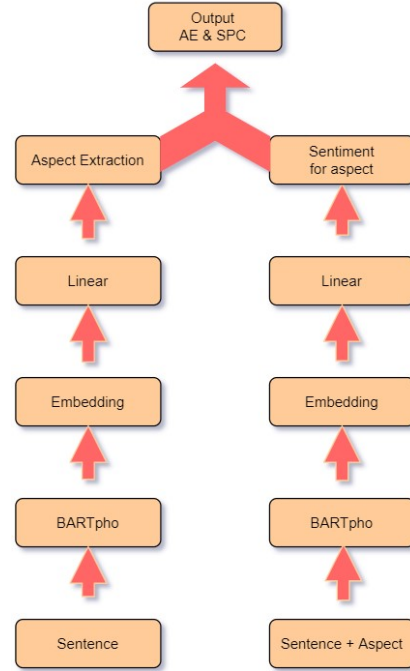 Output
AE & SPC
Aspect Extraction
Sentiment
for aspect
Linear
Linear
Embedding
Embedding
BARTpho
BARTpho
Sentence
Sentence + Aspect